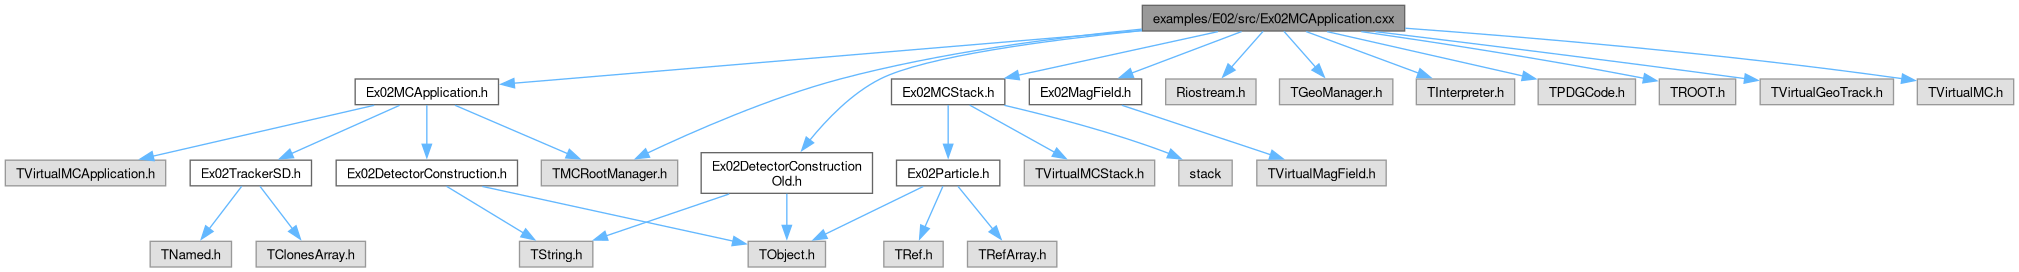 examples/E02/src/Ex02MCApplication.cxx
Ex02MCApplication.h
Ex02MCStack.h
Ex02MagField.h
Riostream.h
TGeoManager.h
TInterpreter.h
TPDGCode.h
TROOT.h
TVirtualGeoTrack.h
TVirtualMC.h
TVirtualMCApplication.h
Ex02TrackerSD.h
Ex02DetectorConstruction.h
TMCRootManager.h
Ex02DetectorConstruction
Old.h
Ex02Particle.h
TVirtualMCStack.h
stack
TVirtualMagField.h
TNamed.h
TClonesArray.h
TString.h
TObject.h
TRef.h
TRefArray.h